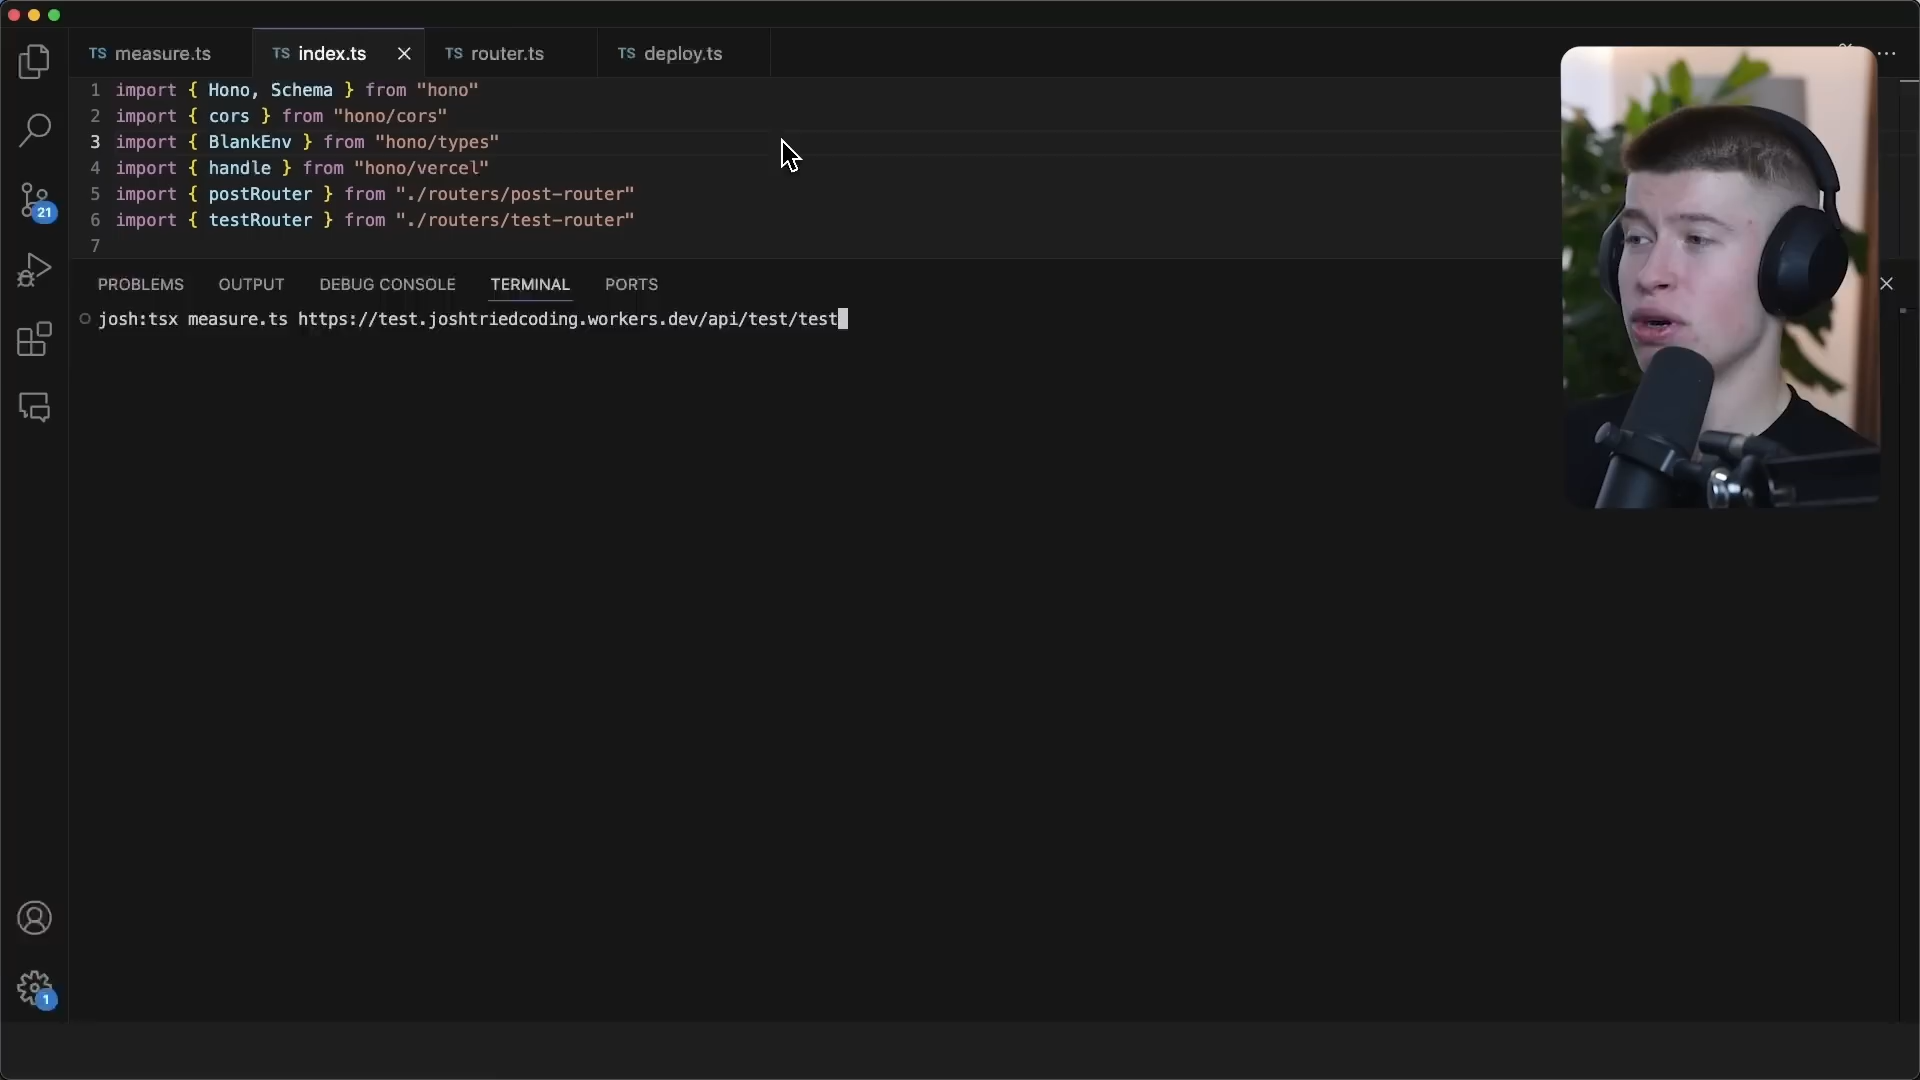 TS measure.ts
TS index.ts
TS router.ts
TS deploy.ts
1 import { Hono, Schema } from "hono"
2 import { cors } from "hono/cors"
3 import { BlankEnv } from "hono/types"
4 import { handle } from "hono/vercel"
5 import { postRouter } from "./routers/post-router"
6 import { testRouter } from "./routers/test-router"
7
21
PROBLEMS
OUTPUT
DEBUG CONSOLE
TERMINAL
PORTS
josh:tsx measure.ts https://test.joshtriedcoding.workers.dev/api/test/test
1